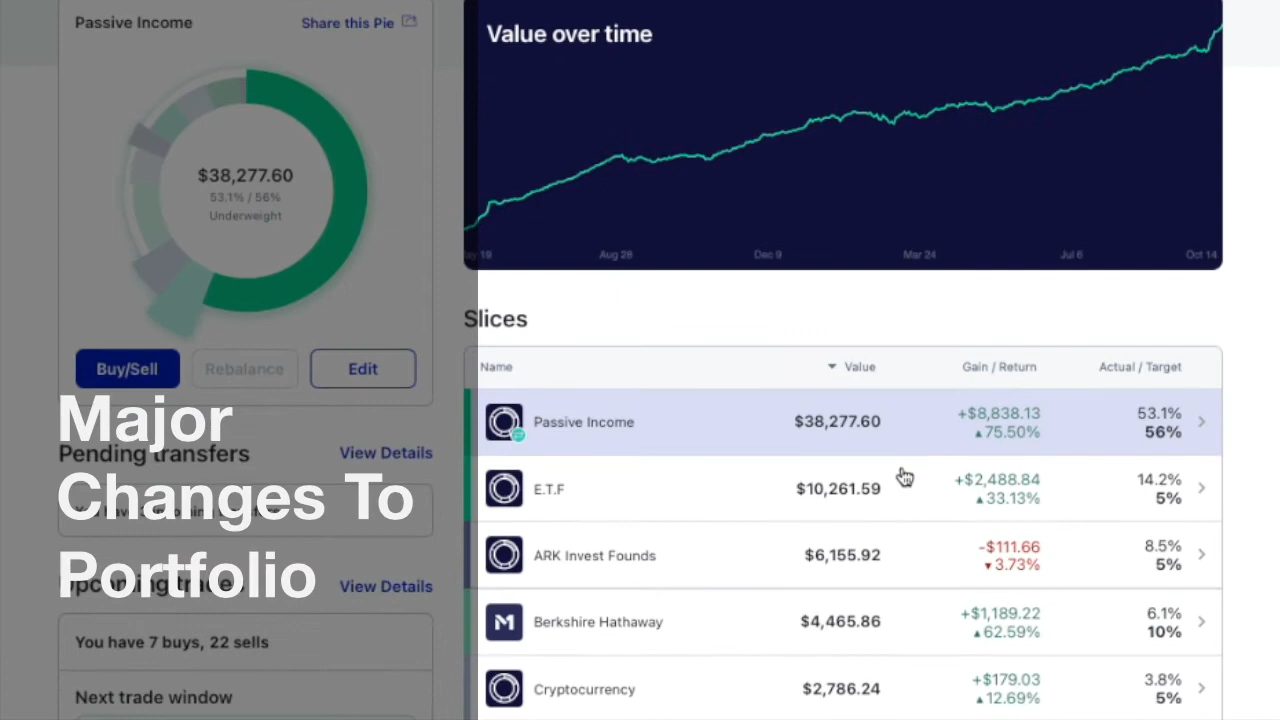 Passive Income
Share this Pie
$38,277.60
53.1% / 56%
Underweight
Buy/Sell
Rebalance
Edit
Major
Changes To
Portfolio
Pending transfers
View Details
Upcoming trades
View Details
You have 7 buys, 22 sells
Next trade window
Value over time
ay 19
Aug 28
Dec 9
Mar 24
Jul 6
Oct 14
Slices
Name
Value
Gain / Return
Actual / Target
Passive Income
$38,277.60
+$8,838.13
75.50%
53.1%
56%
E.T.F
$10,261.59
+$2,488.84
33.13%
14.2%
5%
ARK Invest Founds
$6,155.92
-$111.66
3.73%
8.5%
5%
Berkshire Hathaway
$4,465.86
+$1,189.22
62.59%
6.1%
10%
Cryptocurrency
$2,786.24
+$179.03
12.69%
3.8%
5%